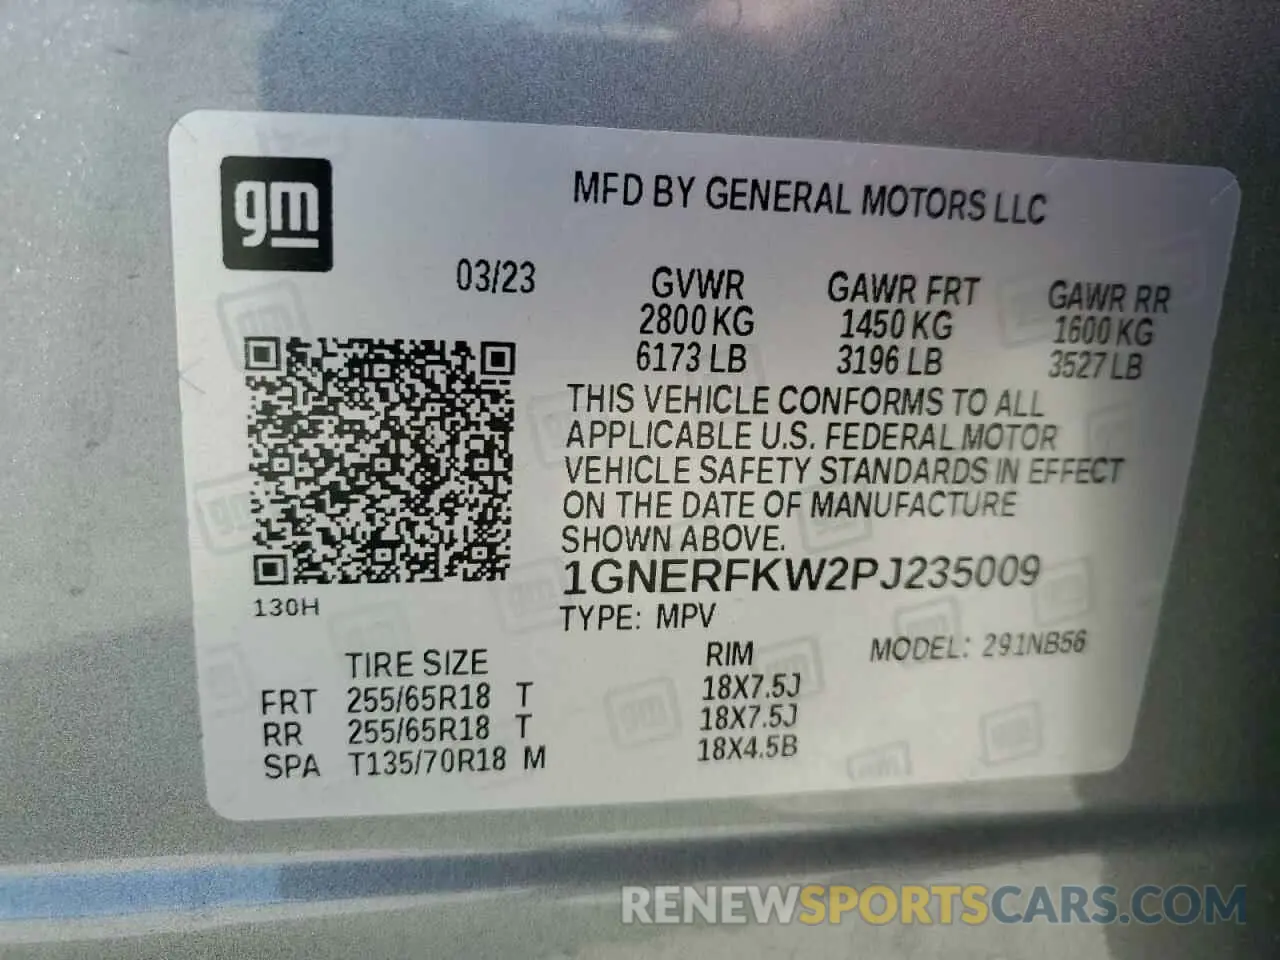 gm
MFD BY GENERAL MOTORS LLC
03/23
GVWR GAWR FRT GAWR RR
2800 KG 1450 KG 1600 KG
6173 LB 3196 LB 3527 LB
THIS VEHICLE CONFORMS TO ALL
APPLICABLE U.S. FEDERAL MOTOR
VEHICLE SAFETY STANDARDS IN EFFECT
ON THE DATE OF MANUFACTURE
SHOWN ABOVE.
1GNERFKW2PJ235009
130H
TYPE: MPV
MODEL: 291NB56
TIRE SIZE RIM
FRT 255/65R18 T 18X7.5J
RR 255/65R18 T 18X7.5J
SPA T135/70R18 M 18X4.5B
RENEWSPORTSCARS.COM